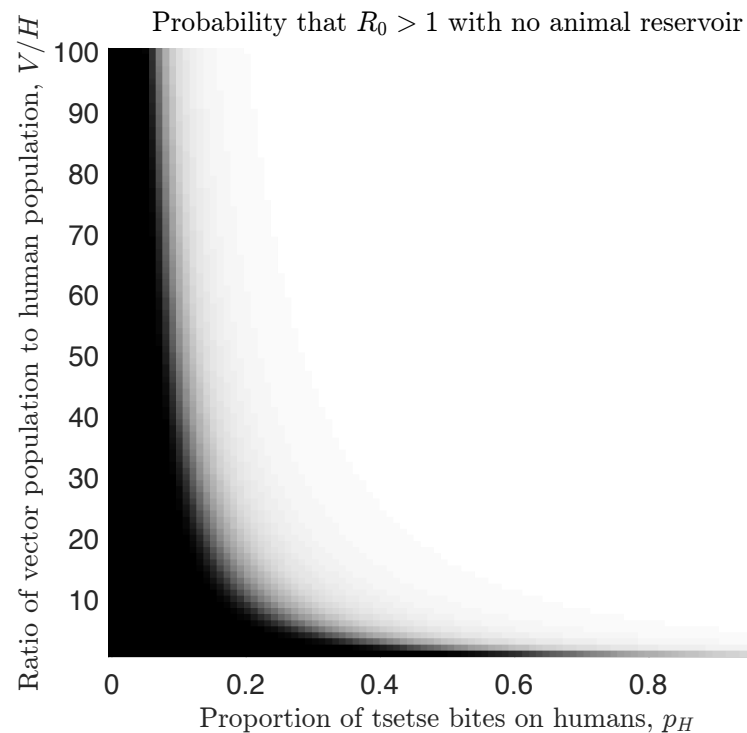 Probability that $R_0 > 1$ with no animal reservoir
Ratio of vector population to human population, $V/H$
100
90
80
70
60
50
40
30
20
10
0 0.2 0.4 0.6 0.8
Proportion of tsetse bites on humans, $p_H$